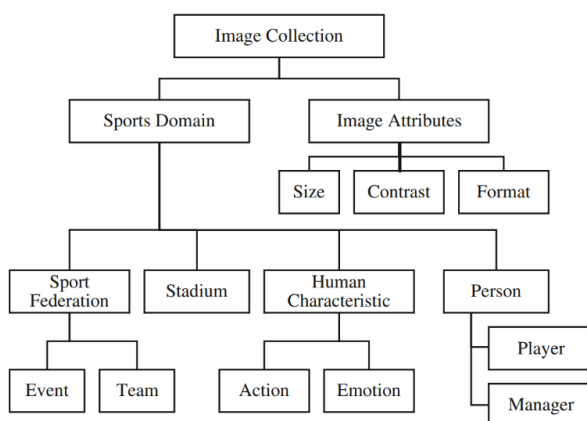 Image Collection
Sports Domain
Image Attributes
Size
Contrast
Format
Sport
Federation
Stadium
Human
Characteristic
Person
Event
Team
Action
Emotion
Player
Manager